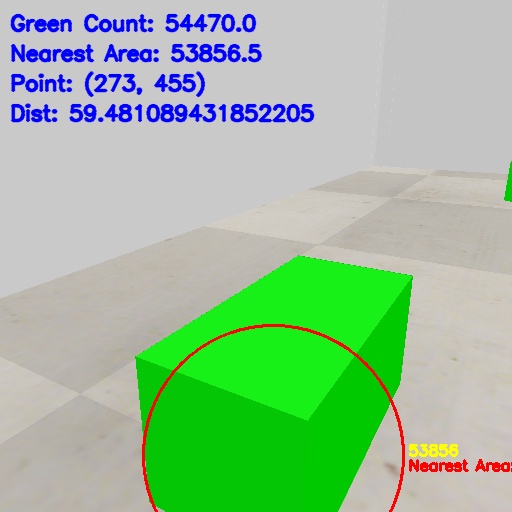 Green Count: 54470.0
Nearest Area: 53856.5
Point: (273, 455)
Dist: 59.481089431852205
53856
Nearest Area: